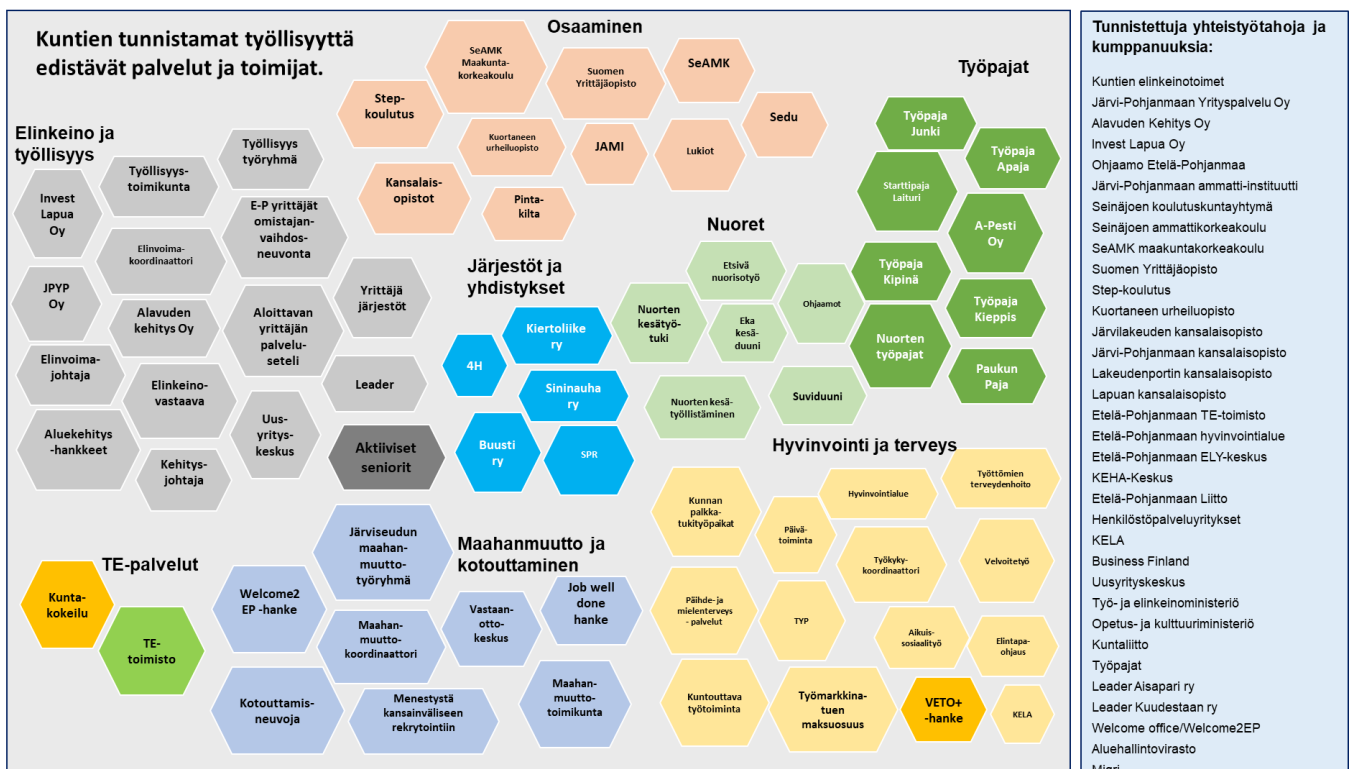 Kuntien tunnistamat työllisyyttä
edistävät palvelut ja toimijat.
Elinkeino ja
työllisyys
Työllisyys
työryhmä
Työllisyys-
toimikunta
Invest
Lapua
Oy
E-P yrittäjät
omistajan-
vaihdos-
neuvonta
Elinvoima-
koordinaattori
JPYP
Oy
Alavuden
kehitys Oy
Aloittavan
yrittäjän
palvelu-
seteli
Yrittäjä
järjestöt
Elinvoima-
johtaja
Elinkeino-
vastaava
Leader
Aluekehitys
-hankkeet
Uus-
yritys-
keskus
Kehitys-
johtaja
Aktiiviset
seniorit
Osaaminen
SeAMK
Maakunta-
korkeakoulu
Suomen
Yrittäjäopisto
SeAMK
Step-
koulutus
Sedu
Kuortaneen
urheiluopisto
JAMI
Lukiot
Kansalais-
opistot
Pinta-
kilta
Työpajat
Työpaja
Junki
Työpaja
Apaja
Starttipaja
Laituri
A-Pesti
Oy
Työpaja
Kipinä
Työpaja
Kieppis
Nuorten
työpajat
Paukun
Paja
Nuoret
Etsivä
nuorisotyö
Ohjaamot
Nuorten
kesätyö-
tuki
Eka
kesä-
duuni
Nuorten kesä-
työllistäminen
Suviduuni
Järjestöt ja
yhdistykset
Kiertoliike
ry
4H
Sininauha
ry
Buusti
ry
SPR
Hyvinvointi ja terveys
Kunnan
palkka-
tukityöpaikat
Päivä-
toiminta
Hyvinvointialue
Työttömien
terveydenhoito
Työkyky-
koordinaattori
Velvoitetyö
Päihde- ja
mielenterveys
- palvelut
TYP
Aikuis-
sosiaalityö
Elintapa-
ohjaus
Kuntouttava
työtoiminta
Työmarkkina-
tuen
maksuosuus
VETO+
-hanke
KELA
TE-palvelut
Kunta-
kokeilu
TE-
toimisto
Maahanmuutto ja
kotouttaminen
Järviseudun
maahan-
muutto-
työryhmä
Welcome2
EP -hanke
Maahan-
muutto-
koordinaattori
Vastaan-
otto-
keskus
Job well
done
hanke
Kotouttamis-
neuvoja
Menestystä
kansainväliseen
rekrytointiin
Maahan-
muutto-
toimikunta
Tunnistettuja yhteistyötahoja ja
kumppanuuksia:
Kuntien elinkeinotoimet
Järvi-Pohjanmaan Yrityspalvelu Oy
Alavuden Kehitys Oy
Invest Lapua Oy
Ohjaamo Etelä-Pohjanmaa
Järvi-Pohjanmaan ammatti-instituutti
Seinäjoen koulutuskuntayhtymä
Seinäjoen ammattikorkeakoulu
SeAMK maakuntakorkeakoulu
Suomen Yrittäjäopisto
Step-koulutus
Kuortaneen urheiluopisto
Järvilakeuden kansalaisopisto
Järvi-Pohjanmaan kansalaisopisto
Lakeudenportin kansalaisopisto
Lapuan kansalaisopisto
Etelä-Pohjanmaan TE-toimisto
Etelä-Pohjanmaan hyvinvointialue
Etelä-Pohjanmaan ELY-keskus
KEHA-Keskus
Etelä-Pohjanmaan Liitto
Henkilöstöpalveluyritykset
KELA
Business Finland
Uusyrityskeskus
Työ- ja elinkeinoministeriö
Opetus- ja kulttuuriministeriö
Kuntaliitto
Työpajat
Leader Aisapari ry
Leader Kuudestaan ry
Welcome office/Welcome2EP
Aluehallintovirasto
Migri